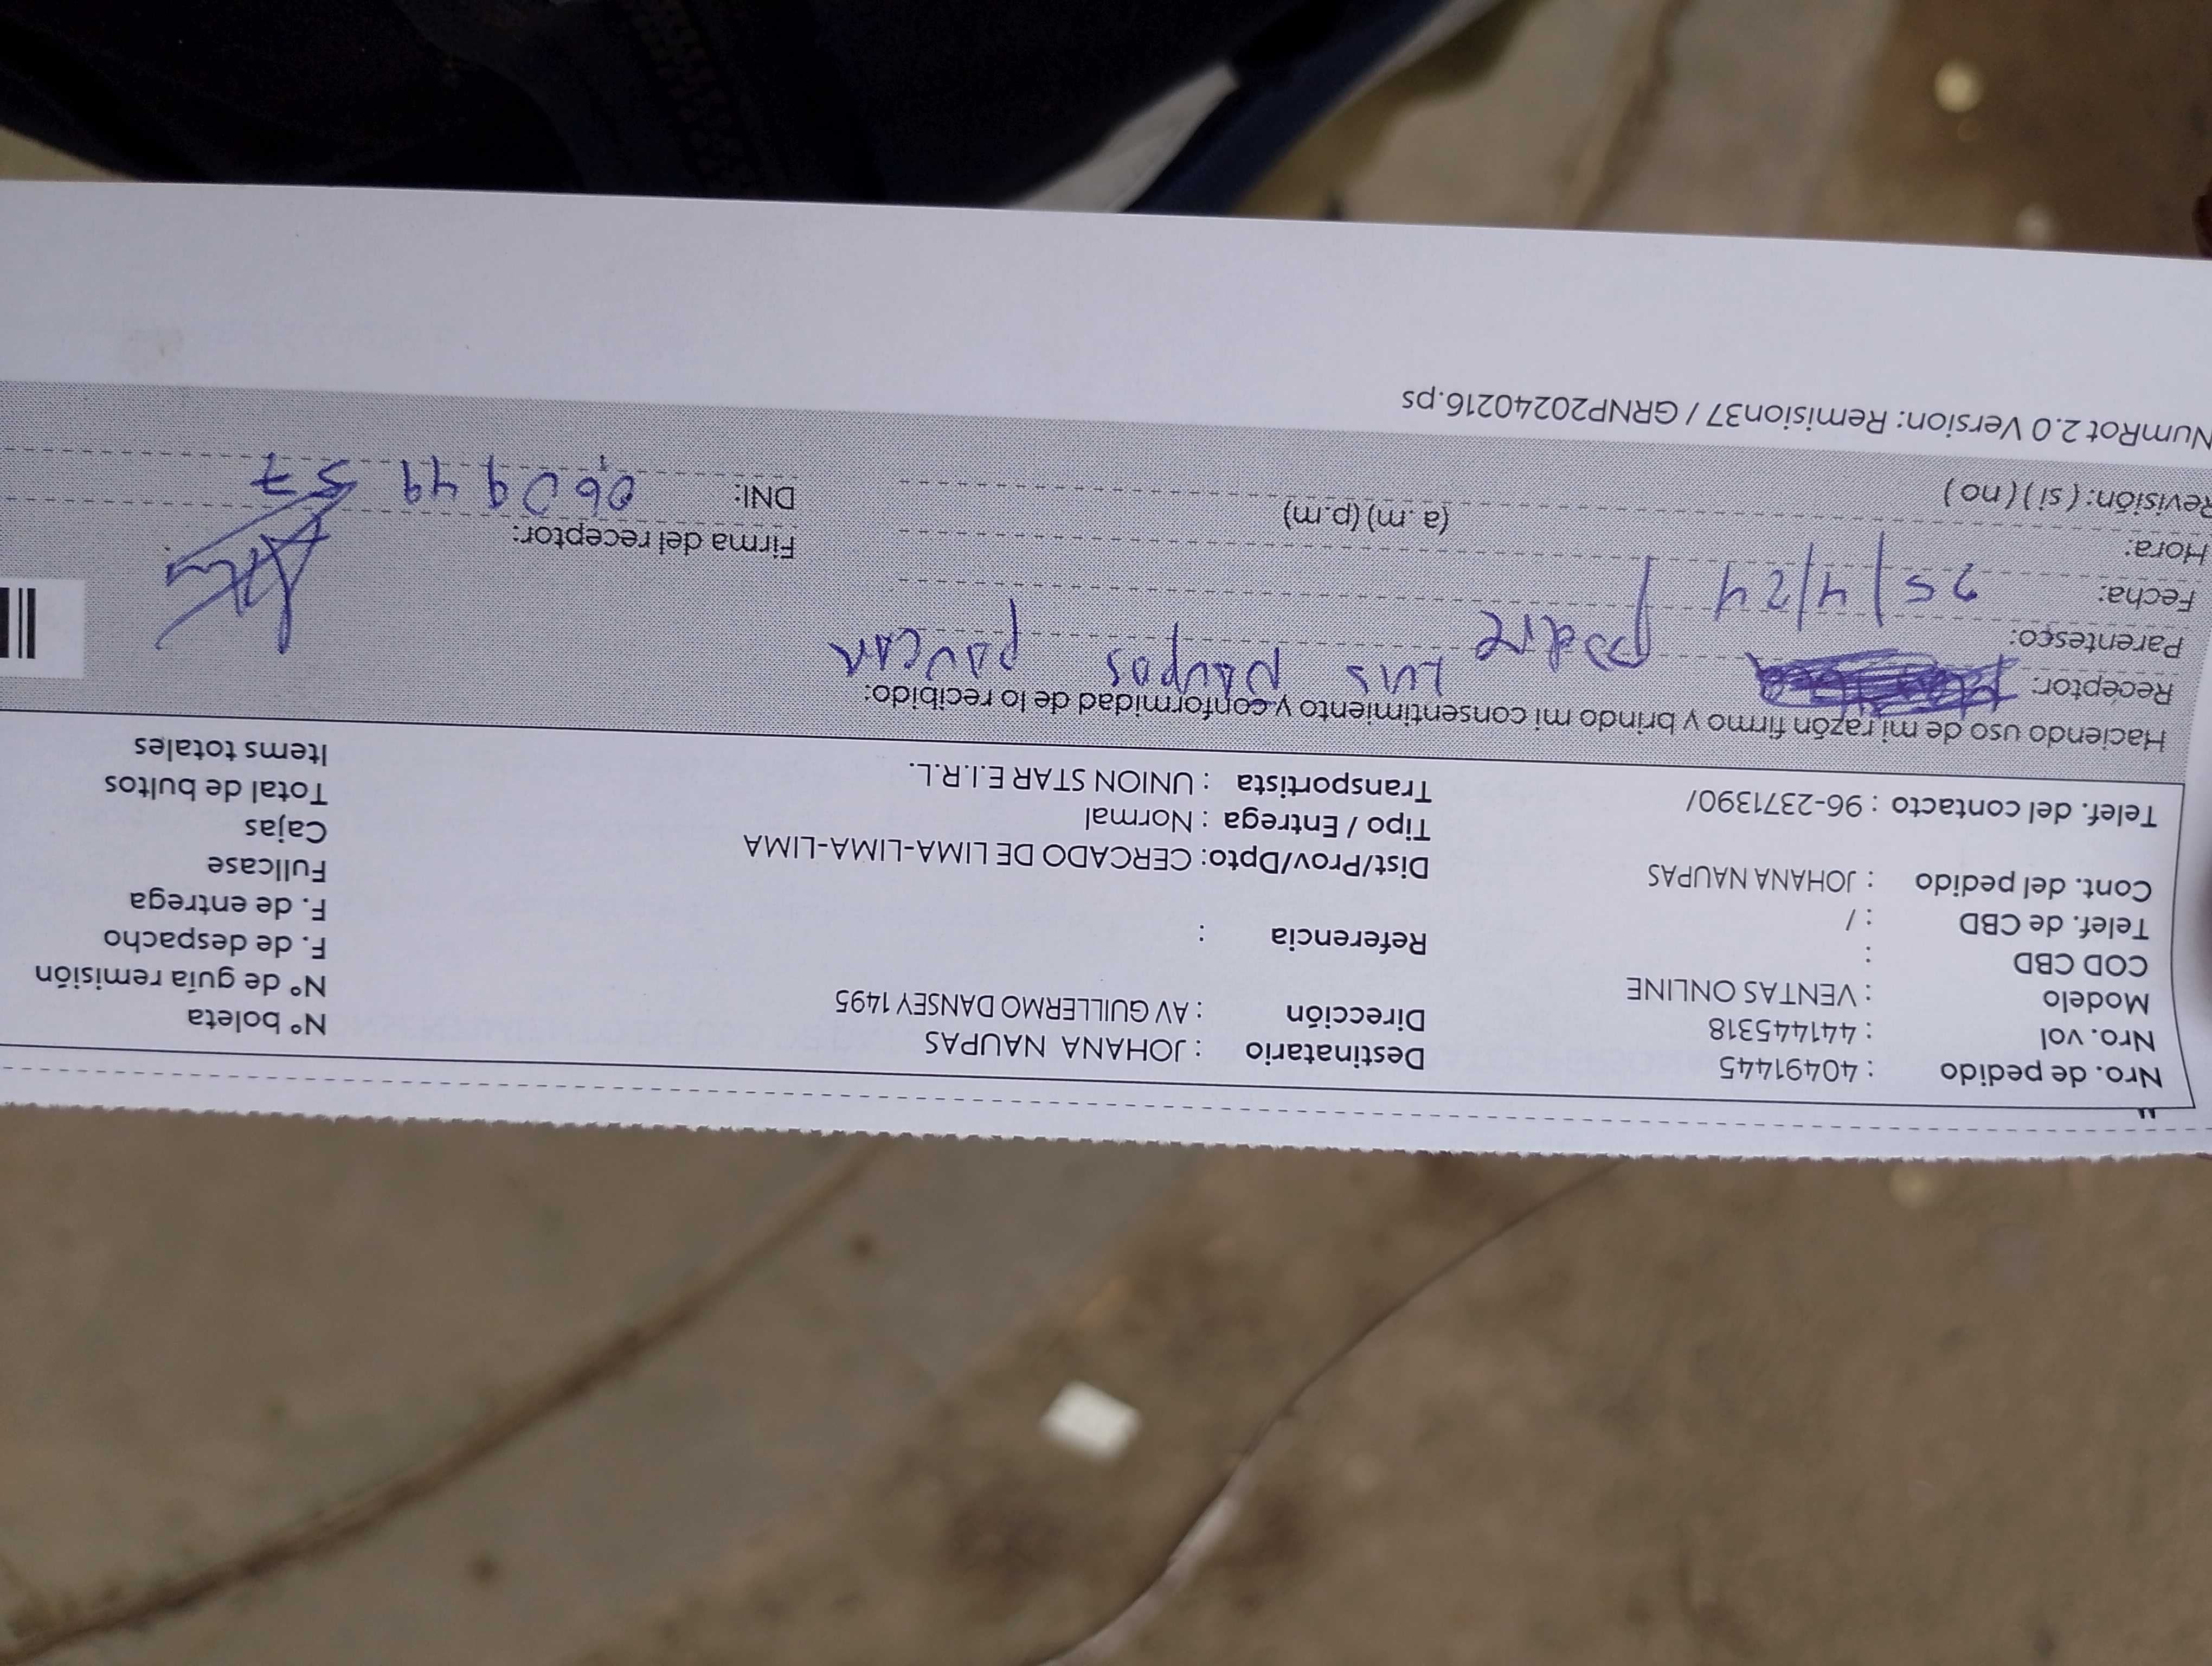 Nro. de pedido : 40491445 Destinatario : JOHANA NAUPAS N° boleta
Nro. vol : 441445318 Dirección : AV GUILLERMO DANSEY 1495 N° de guía remisión
Modelo : VENTAS ONLINE F. de despacho
COD CBD : Referencia : F. de entrega
Telef. de CBD : / Fullcase
Cont. del pedido : JOHANA NAUPAS Dist/Prov/Dpto: CERCADO DE LIMA-LIMA-LIMA Cajas
Tipo / Entrega : Normal Total de bultos
Telef. del contacto : 96-2371390/ Transportista : UNION STAR E.I.R.L. Items totales
Haciendo uso de mi razón firmo y brindo mi consentimiento y conformidad de lo recibido:
Receptor: Luis ñaupas paucar
Parentesco: padre
Fecha: 25/4/24 Firma del receptor:
Hora: (a .m) (p.m) DNI:
Revisión: ( si ) ( no )
NumRot 2.0 Version: Remision37 / GRNP20240216.ps